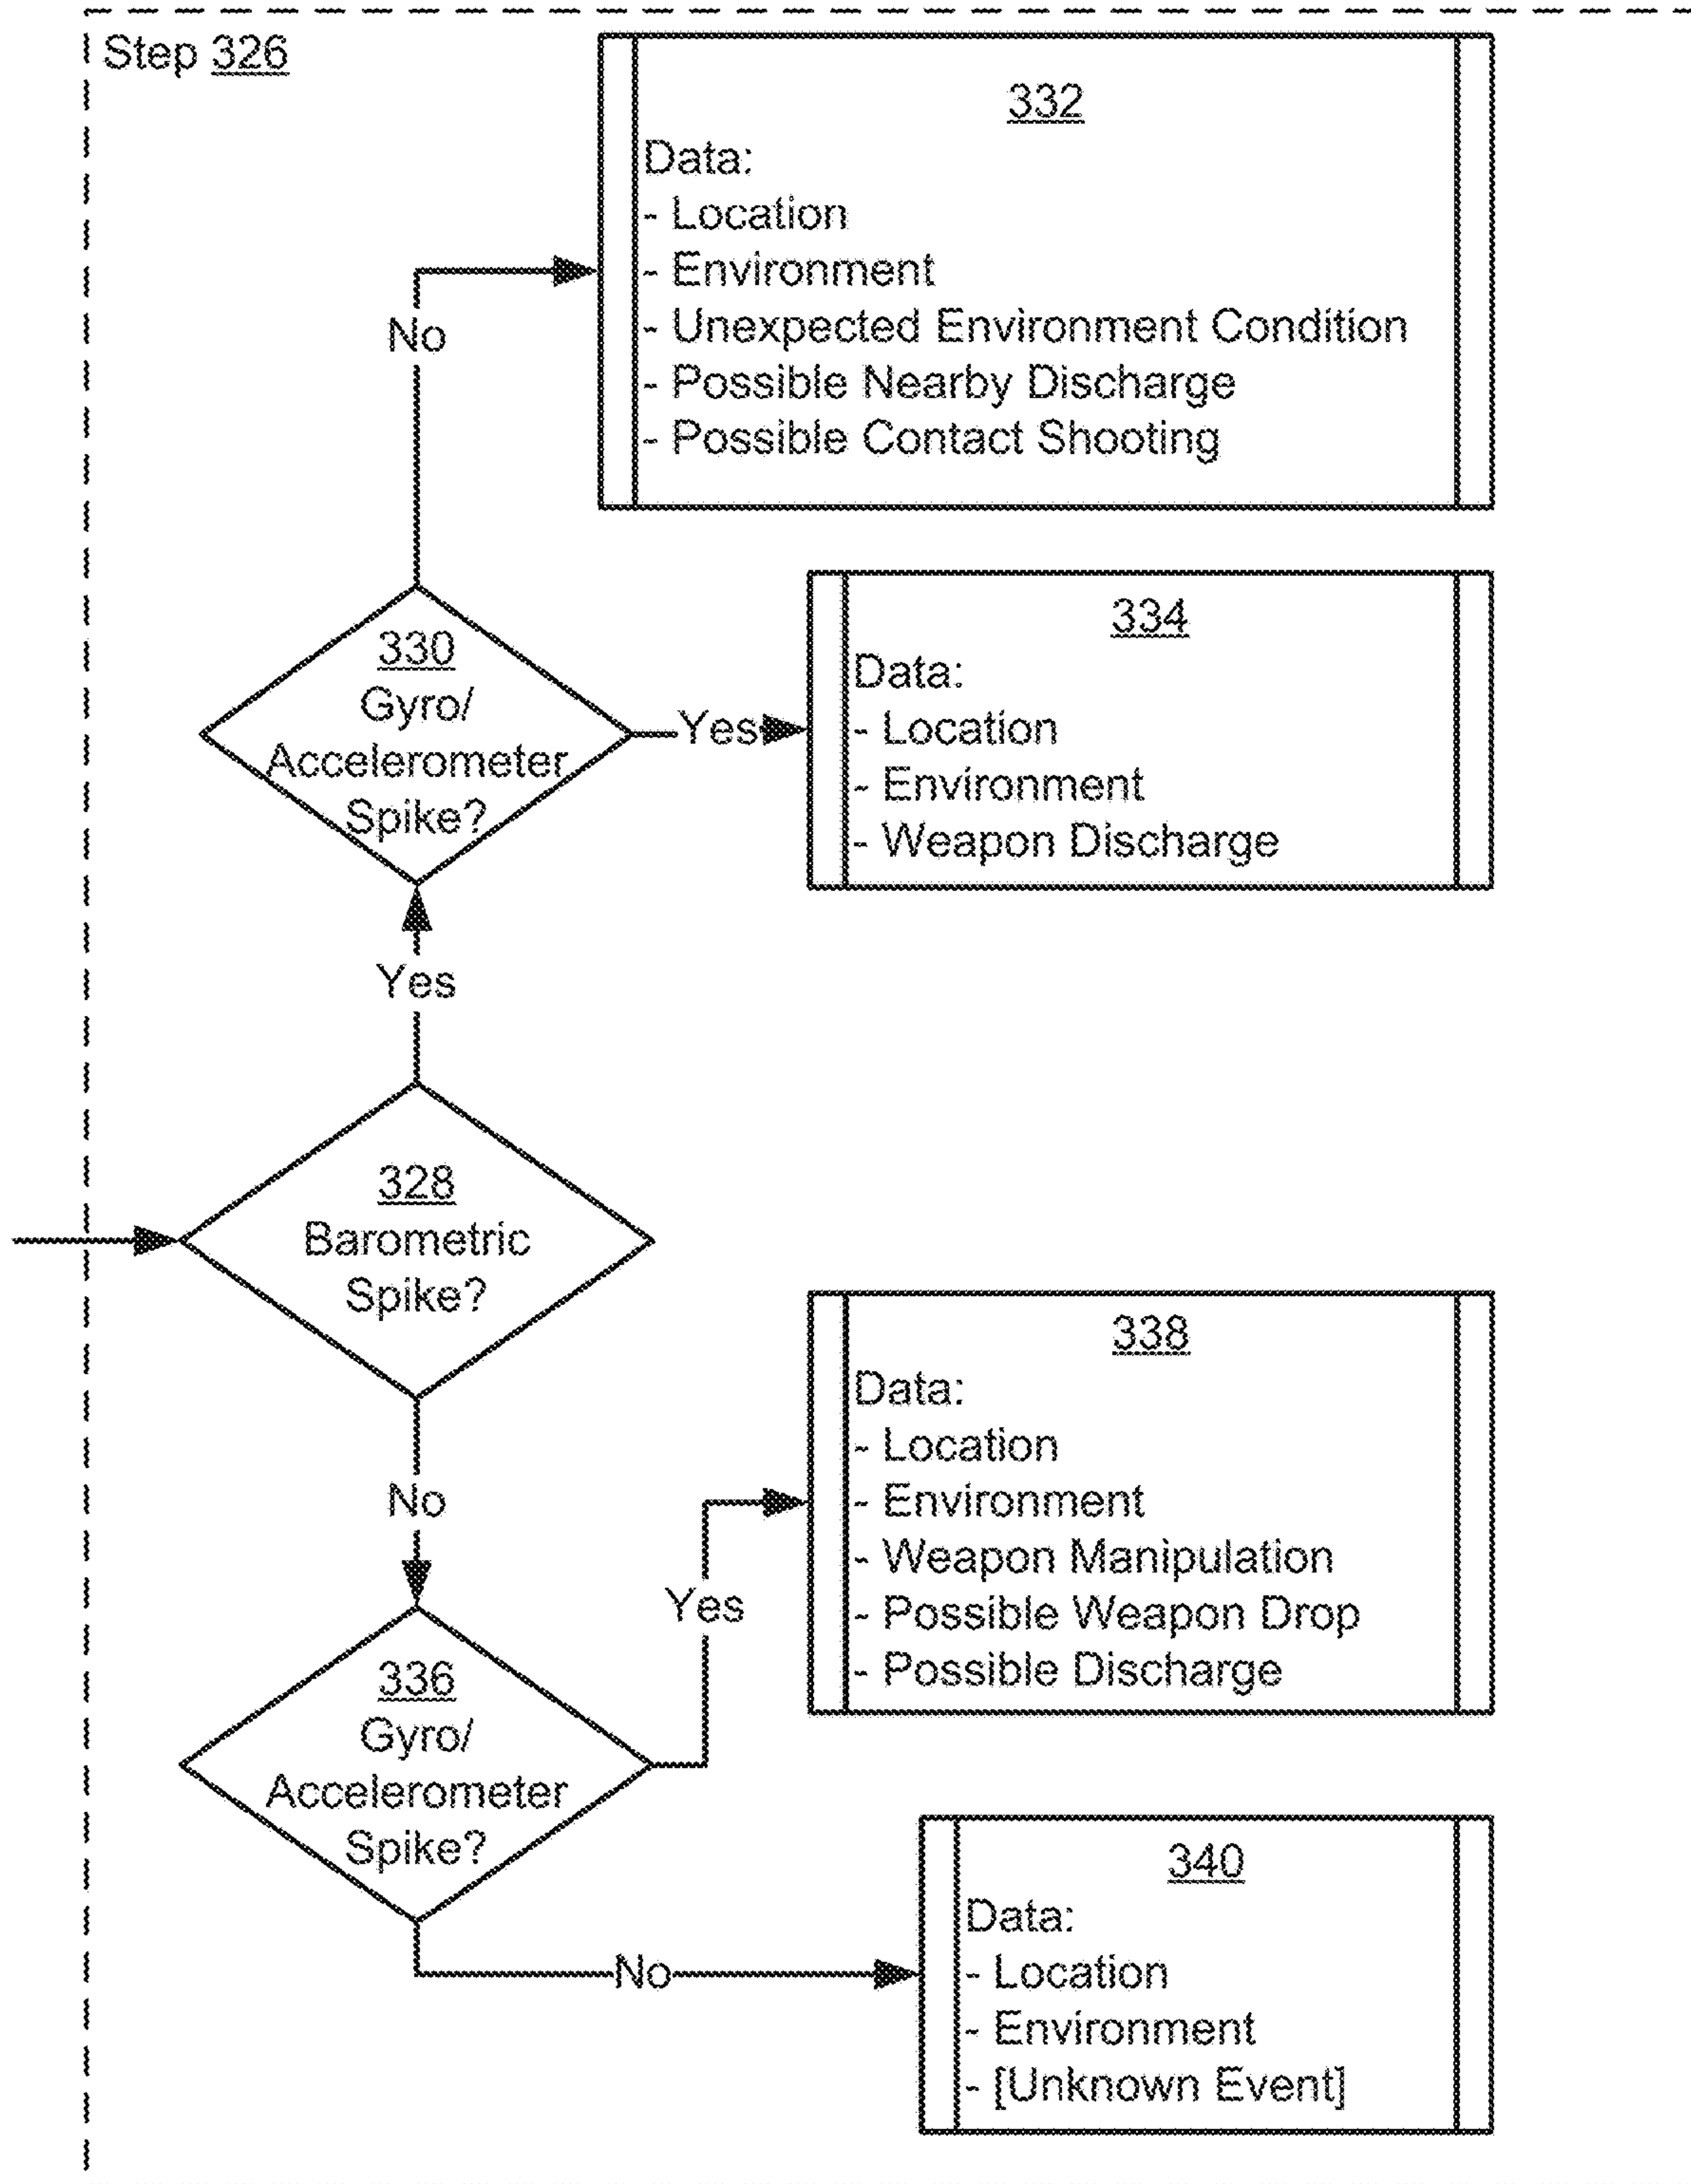 Step 326
332
Data:
- Location
- Environment
- Unexpected Environment Condition
- Possible Nearby Discharge
- Possible Contact Shooting
No
330
Gyro/
Accelerometer
Spike?
Yes
334
Data:
- Location
- Environment
- Weapon Discharge
Yes
328
Barometric
Spike?
No
336
Gyro/
Accelerometer
Spike?
Yes
338
Data:
- Location
- Environment
- Weapon Manipulation
- Possible Weapon Drop
- Possible Discharge
No
340
Data:
- Location
- Environment
- [Unknown Event]